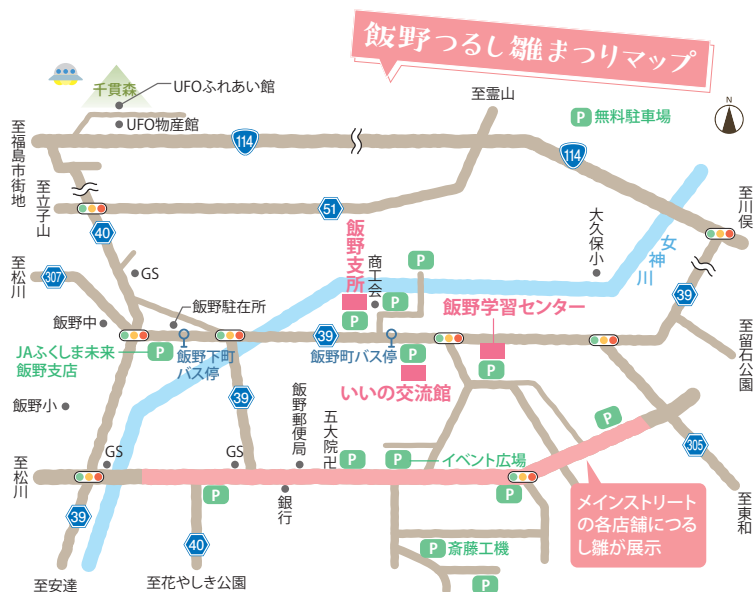 飯野つるし雛まつりマップ
千貫森
UFOふれあい館
UFO物産館
至霊山
P 無料駐車場
N
至福島市街地
114
114
至立子山
51
40
至川俣
女神川
大久保小
至松川
307
GS
飯野支所
商工会
P
P
P
39
飯野駐在所
飯野中
飯野学習センター
JAふくしま未来
飯野支店
P
飯野下町
バス停
39
飯野町バス停
P
いいの交流館
P
至留石公園
飯野小
39
飯野郵便局
五大院
卍
P
P
イベント広場
P
305
GS
GS
至松川
P
銀行
P
メインストリート
の各店舗につる
し雛が展示
至東和
39
40
P 斎藤工機
P
至安達
至花やしき公園